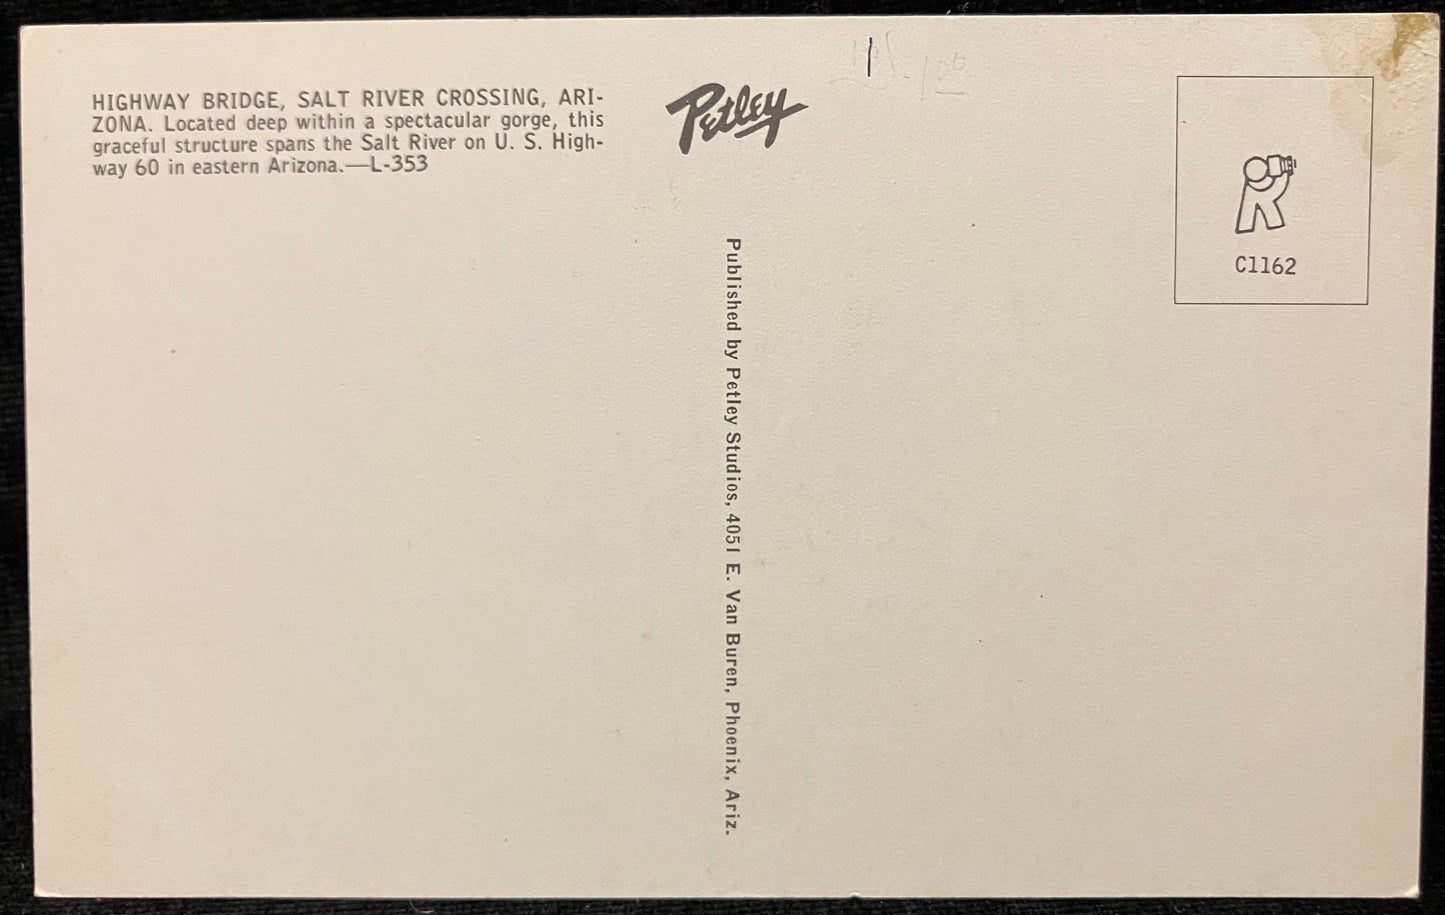 HIGHWAY BRIDGE, SALT RIVER CROSSING, ARI-
ZONA. Located deep within a spectacular gorge, this
graceful structure spans the Salt River on U. S. High-
way 60 in eastern Arizona.—L-353
Petley
Published by Petley Studios, 4051 E. Van Buren, Phoenix, Ariz.
C1162